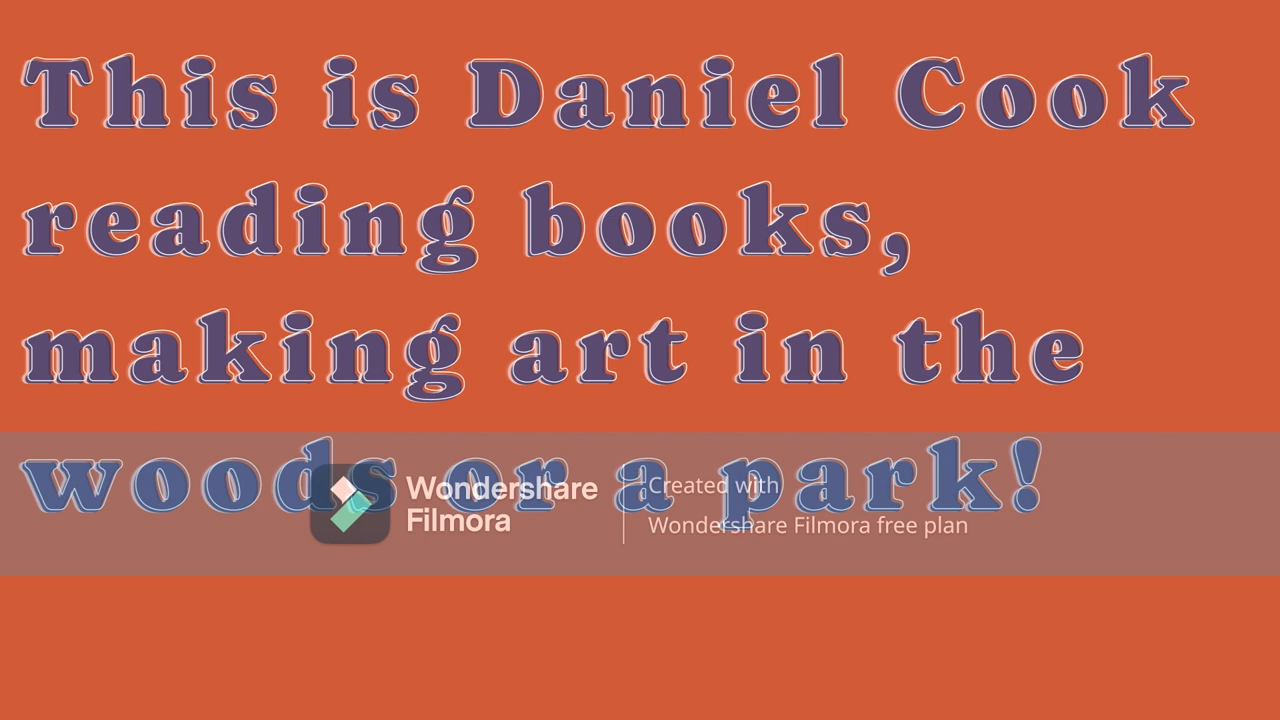 This is Daniel Cook
reading books,
making art in the
woods or a park!
Wondershare
Filmora
Created with
Wondershare Filmora free plan